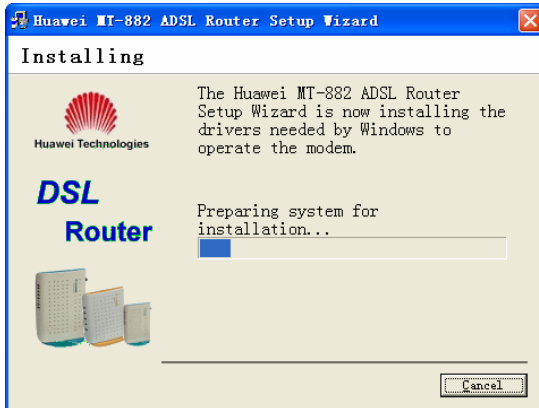 Huawei MT-882 ADSL Router Setup Wizard
Installing
Huawei Technologies
DSL
Router
The Huawei MT-882 ADSL Router
Setup Wizard is now installing the
drivers needed by Windows to
operate the modem.
Preparing system for
installation...
Cancel